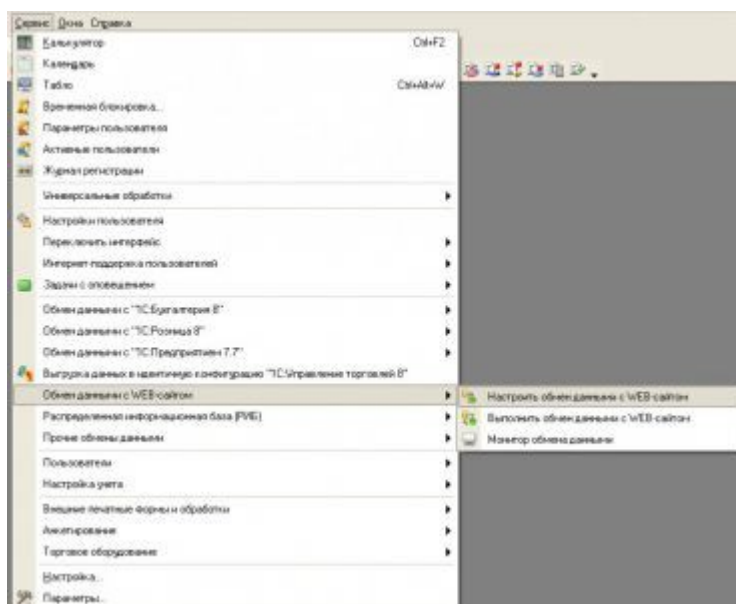 Сервис Окна Справка
Калькулятор Ctrl+F2
Календарь
Табло Ctrl+Alt+W
Временная блокировка...
Параметры пользователя
Активные пользователи
Журнал регистрации
Универсальные обработки
Настройки пользователя
Переключить интерфейс
Интернет-поддержка пользователей
Задачи с оповещением
Обмен данными с "1С:Бухгалтерия 8"
Обмен данными с "1С:Розница 8"
Обмен данными с "1С:Предприятием 7.7"
Выгрузка данных в идентичную конфигурацию "1С:Управление торговлей 8"
Обмен данными с WEB-сайтом
Настроить обмен данными с WEB-сайтом
Распределенная информационная база (РИБ)
Выполнить обмен данными с WEB-сайтом
Прочие обмены данными
Монитор обмена данными
Пользователи
Настройка учета
Внешние печатные формы и обработки
Анкетирование
Торговое оборудование
Настройка...
Параметры...